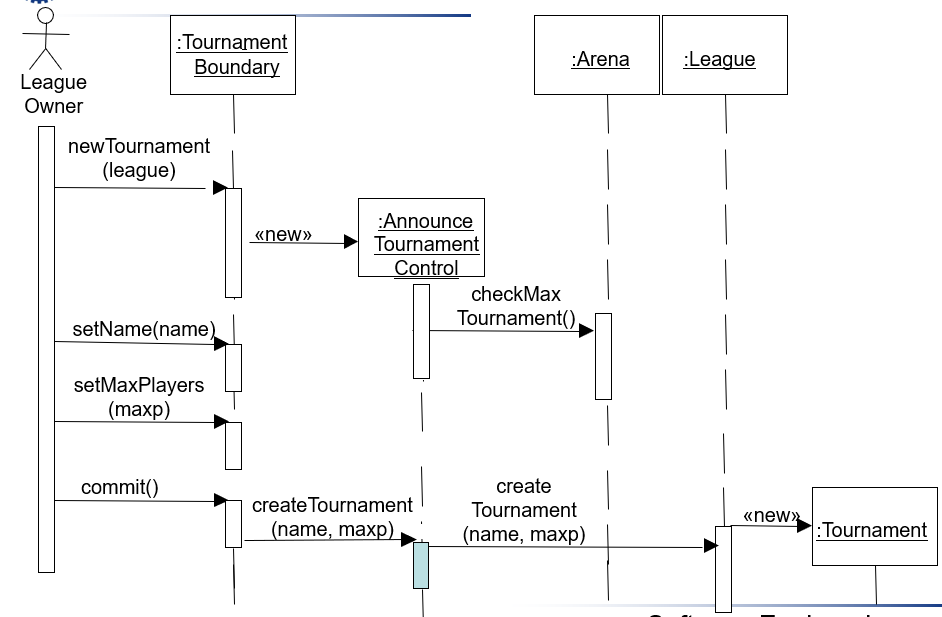 League
Owner
:Tournament
Boundary
:Arena
:League
newTournament
(league)
«new»
:Announce
Tournament
Control
checkMax
Tournament()
setName(name)
setMaxPlayers
(maxp)
commit()
createTournament
(name, maxp)
create
Tournament
(name, maxp)
«new»
:Tournament